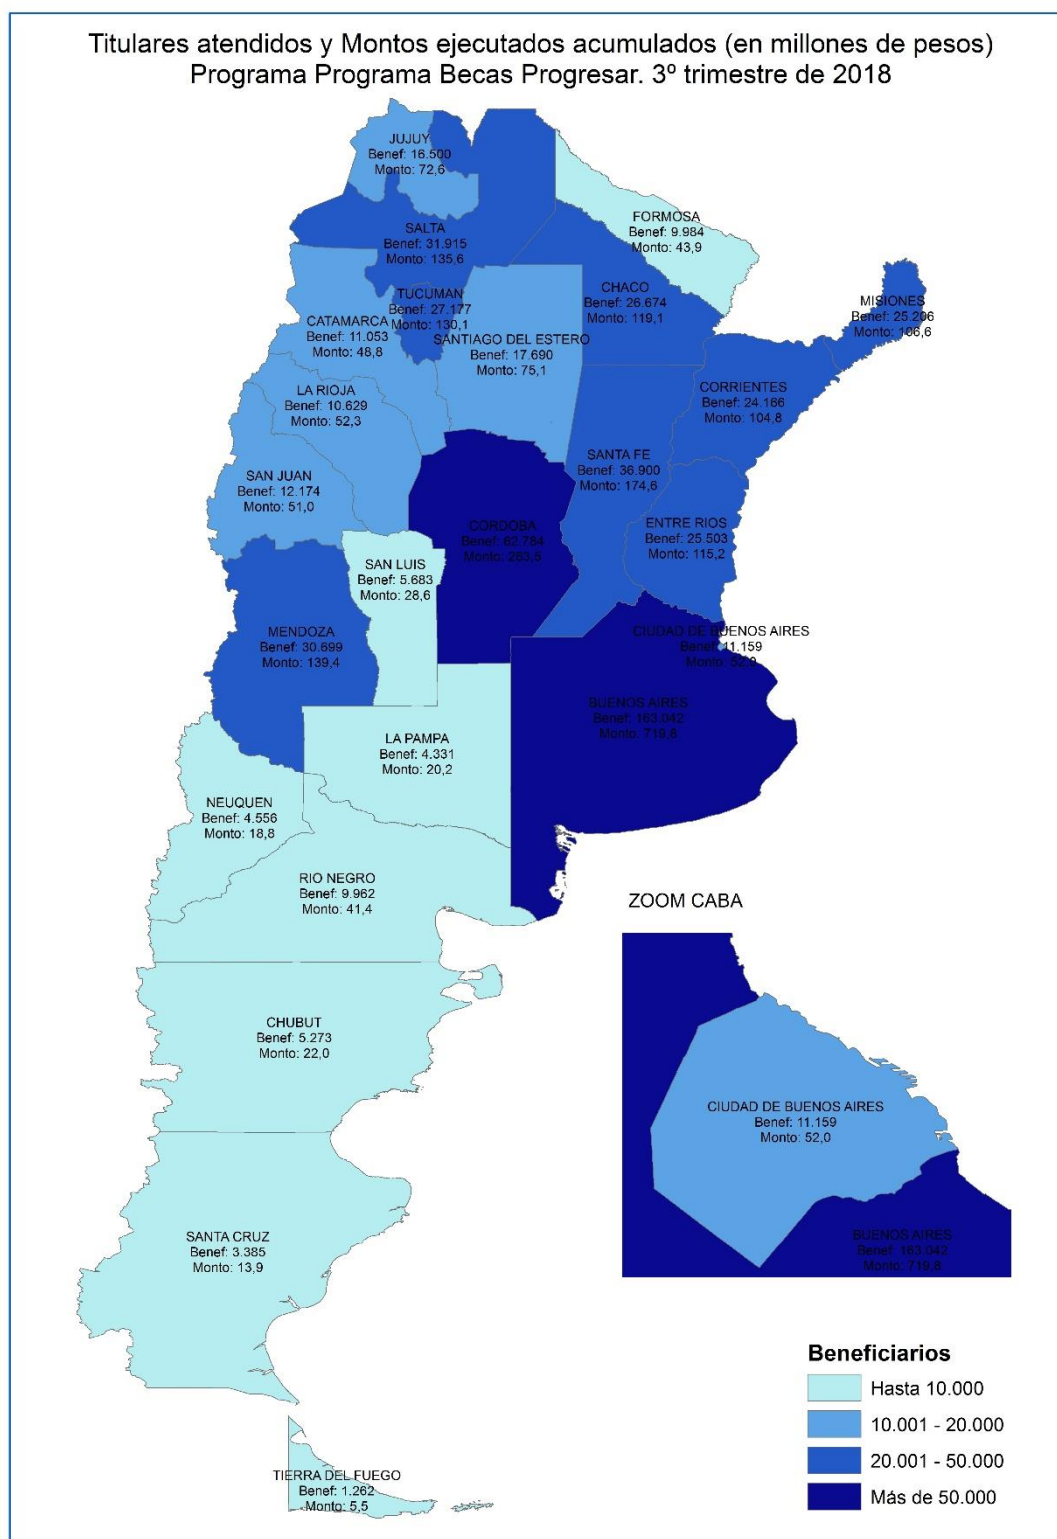 Titulares atendidos y Montos ejecutados acumulados (en millones de pesos)
Programa Programa Becas Progresar. 3º trimestre de 2018
JUJUY
Benef: 16.500
Monto: 72,6
FORMOSA
Benef: 9.984
Monto: 43,9
SALTA
Benef: 31.915
Monto: 135,6
CHACO
Benef: 26.674
Monto: 119,1
MISIONES
Benef: 25.206
Monto: 106,6
TUCUMAN
Benef: 27.177
Monto: 130,1
CATAMARCA
Benef: 11.053
Monto: 48,8
SANTIAGO DEL ESTERO
Benef: 17.690
Monto: 75,1
CORRIENTES
Benef: 24.166
Monto: 104,8
LA RIOJA
Benef: 10.629
Monto: 52,3
SANTA FE
Benef: 36.900
Monto: 174,6
SAN JUAN
Benef: 12.174
Monto: 51,0
ENTRE RIOS
Benef: 25.503
Monto: 115,2
CORDOBA
Benef: 62.784
Monto: 283,5
SAN LUIS
Benef: 5.683
Monto: 28,6
MENDOZA
Benef: 30.699
Monto: 139,4
CIUDAD DE BUENOS AIRES
Benef: 11.159
Monto: 52,0
BUENOS AIRES
Benef: 163.042
Monto: 719,8
LA PAMPA
Benef: 4.331
Monto: 20,2
NEUQUEN
Benef: 4.556
Monto: 18,8
RIO NEGRO
Benef: 9.962
Monto: 41,4
ZOOM CABA
CHUBUT
Benef: 5.273
Monto: 22,0
CIUDAD DE BUENOS AIRES
Benef: 11.159
Monto: 52,0
BUENOS AIRES
Benef: 163.042
Monto: 719,8
SANTA CRUZ
Benef: 3.385
Monto: 13,9
Beneficiarios
Hasta 10.000
10.001 - 20.000
20.001 - 50.000
Más de 50.000
TIERRA DEL FUEGO
Benef: 1.262
Monto: 5,5